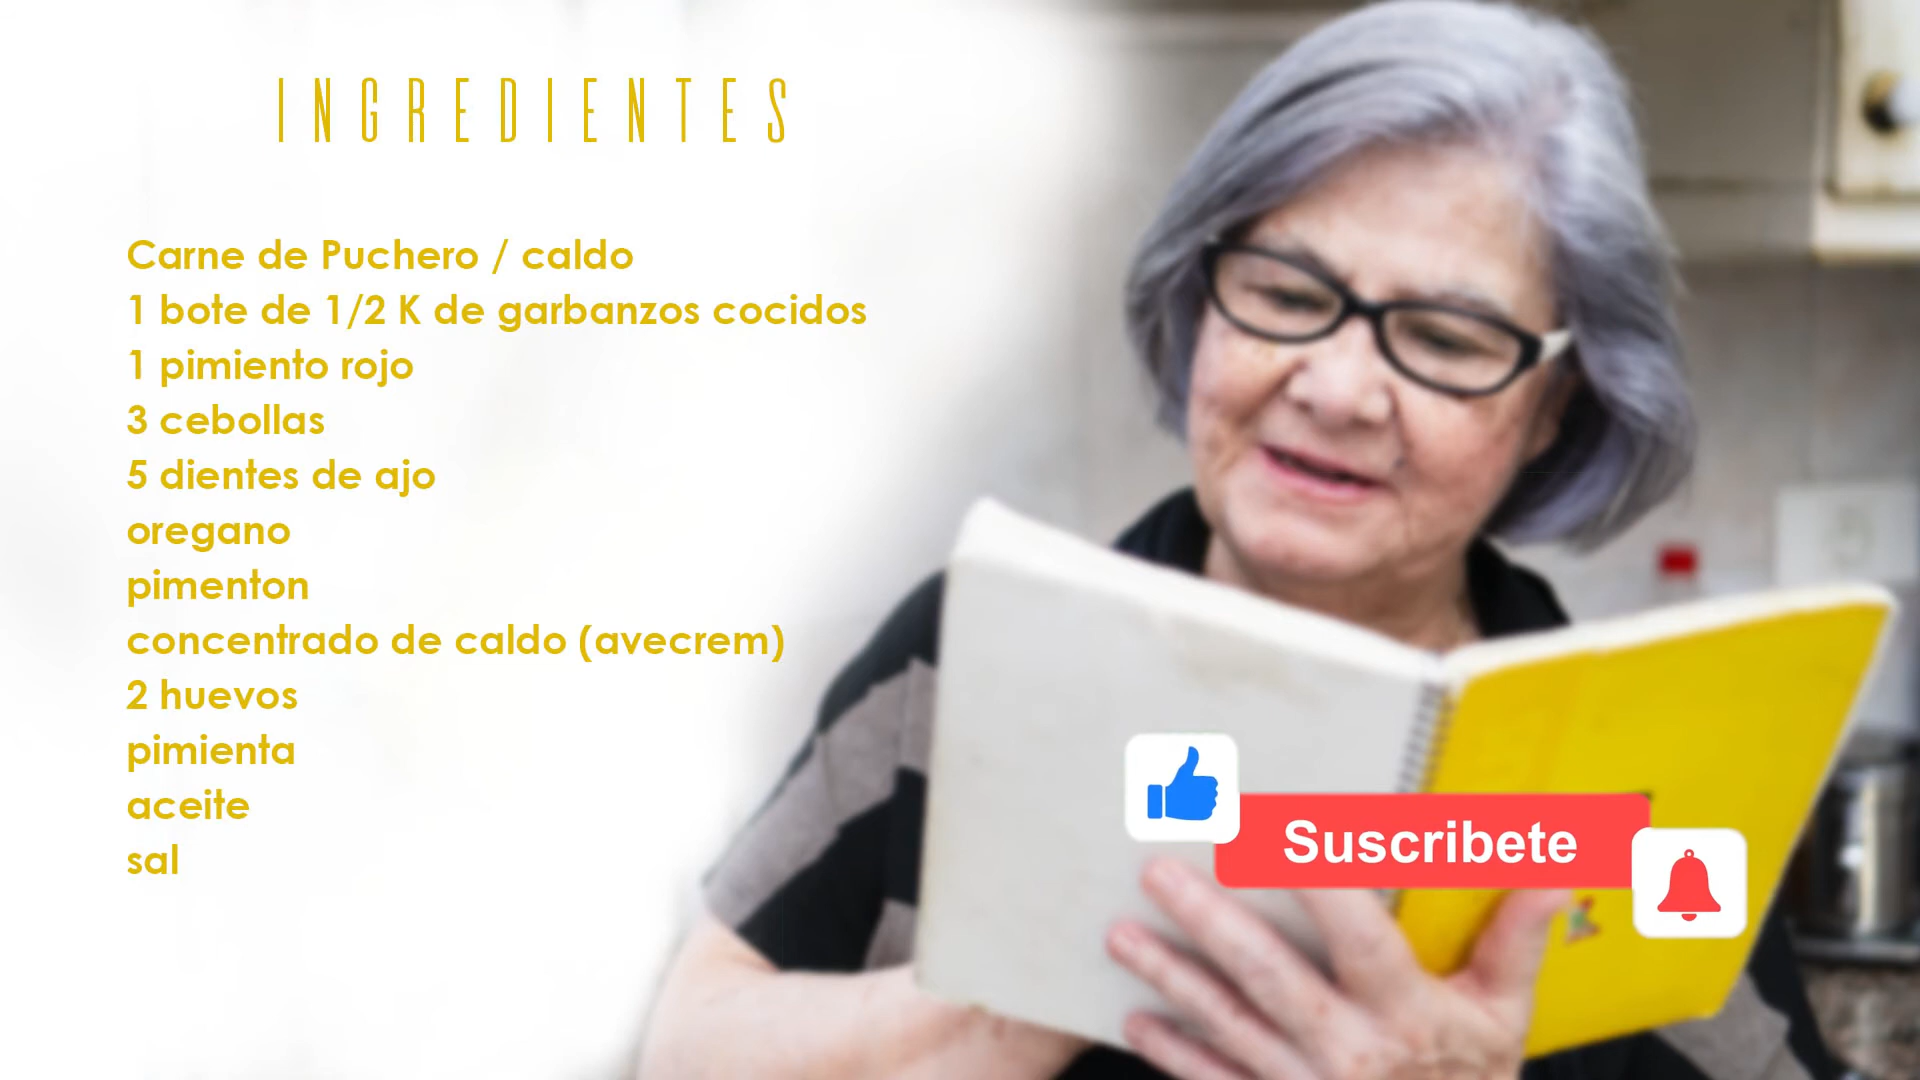 INGREDIENTES
Carne de Puchero / caldo
1 bote de 1/2 K de garbanzos cocidos
1 pimiento rojo
3 cebollas
5 dientes de ajo
oregano
pimenton
concentrado de caldo (avecrem)
2 huevos
pimienta
aceite
sal
Suscribete